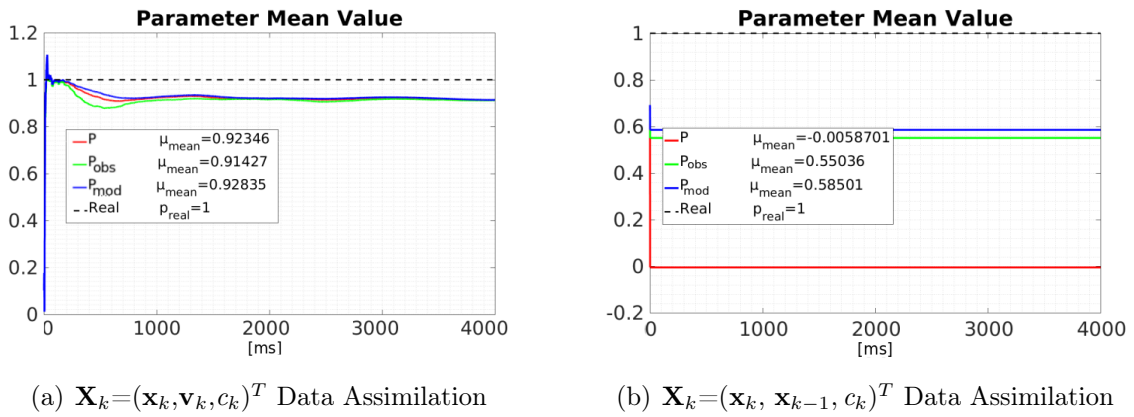 Parameter Mean Value
1.2
1
0.8
0.6
0.4
0.2
0
P μmean=0.92346
Pobs μmean=0.91427
Pmod μmean=0.92835
Real preal=1
0 1000 2000 3000 4000
[ms]
(a) Xk=(xk,vk,ck)T Data Assimilation
Parameter Mean Value
1
0.8
0.6
0.4
0.2
0
-0.2
P μmean=-0.0058701
Pobs μmean=0.55036
Pmod μmean=0.58501
Real preal=1
0 1000 2000 3000 4000
[ms]
(b) Xk=(xk, xk−1, ck)T Data Assimilation